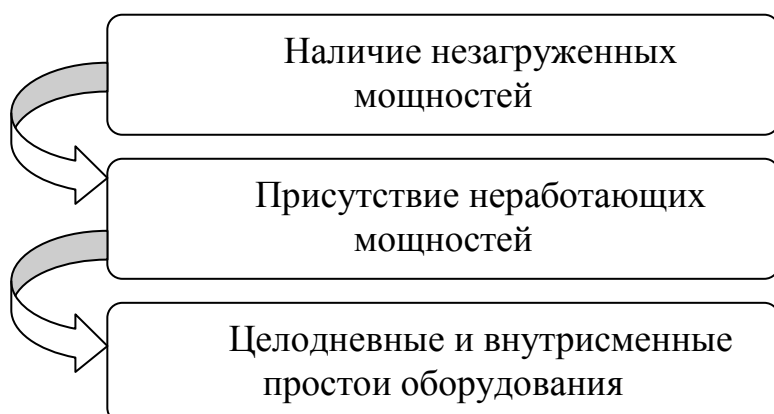 Наличие незагруженных
мощностей
Присутствие неработающих
мощностей
Целодневные и внутрисменные
простои оборудования